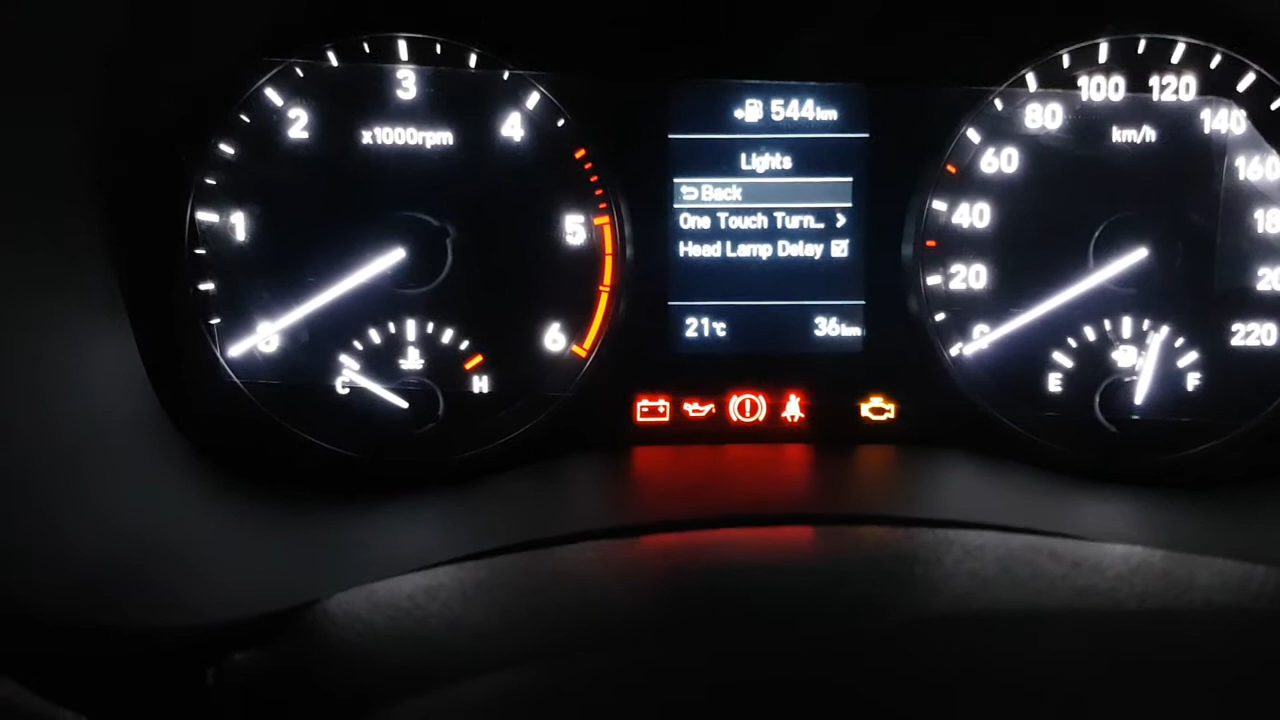 1
2
3
4
5
6
x1000rpm
C
H
544km
Lights
Back
One Touch Turn...
Head Lamp Delay
21°C
36km
20
40
60
80
100
120
140
160
220
km/h
E
F